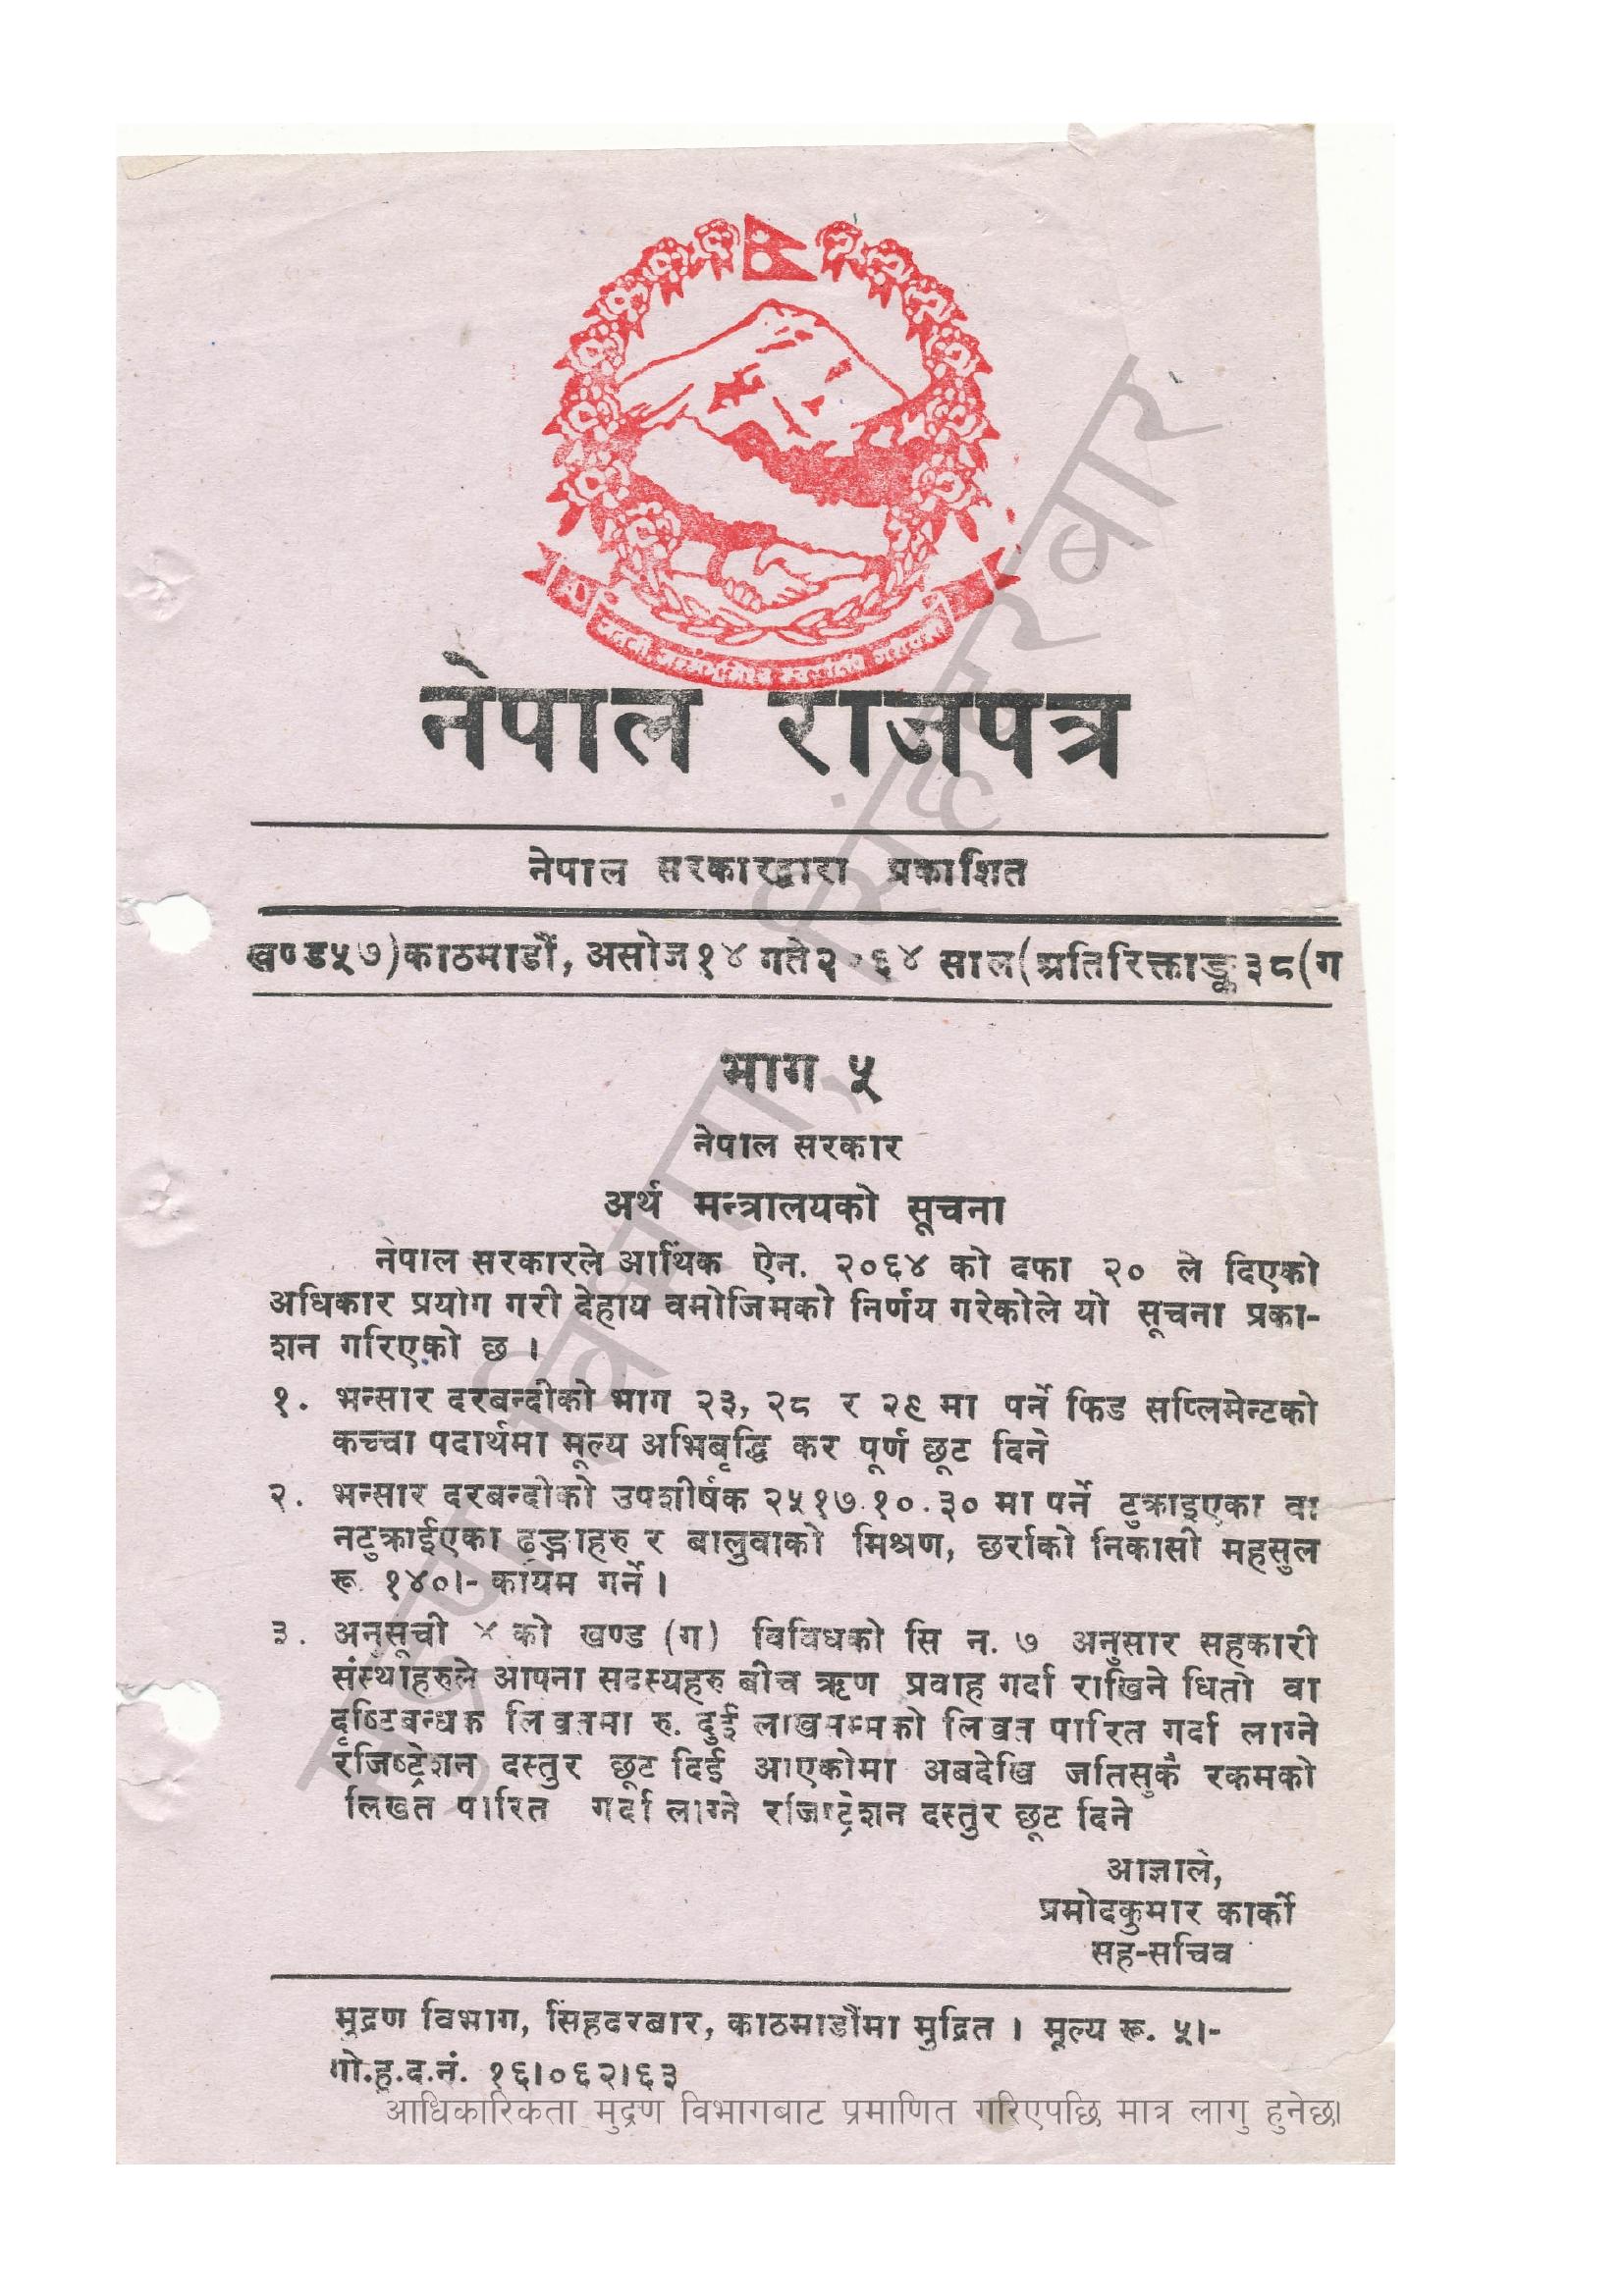 नेपाल राजपत्र
नेपाल सरकारद्वारा प्रकाशित
खण्ड५७)काठमाडौं, असोज१४ गते२०६४ साल(अतिरिक्ताङ्क३८(ग
भाग ५
नेपाल सरकार
अर्थ मन्त्रालयको सूचना
नेपाल सरकारले आर्थिक ऐन. २०६४ को दफा २० ले दिएको
अधिकार प्रयोग गरी देहाय वमोजिमको निर्णय गरेकोले यो सूचना प्रका-
शन गरिएको छ ।
१. भन्सार दरबन्दीको भाग २३, २८ र २९ मा पर्ने फिड सप्लिमेन्टको
कच्चा पदार्थमा मूल्य अभिबृद्धि कर पूर्ण छूट दिने
२. भन्सार दरबन्दीको उपशीर्षक २५१७.१०.३० मा पर्ने टुक्राइएका वा
नटुक्राईएका ढुङ्गाहरु र बालुवाको मिश्रण, छर्राको निकासी महसुल
रू १४०।- कायम गर्ने ।
३. अनुसूची ४ को खण्ड (ग) विविधको सि न. ७ अनुसार सहकारी
संस्थाहरुले आपना सदस्यहरु बीच ऋण प्रवाह गर्दा राखिने धितो वा
दृष्टिबन्धक लिखतमा रु. दुई लाखसम्मको लिखत पारित गर्दा लाग्ने
रजिष्ट्रेशन दस्तुर छूट दिई आएकोमा अबदेखि जतिसुकै रकमको
लिखत पारित गर्दा लाग्ने रजिष्ट्रेशन दस्तुर छूट दिने
आज्ञाले,
प्रमोदकुमार कार्की
सह-सचिव
मुद्रण विभाग, सिंहदरबार, काठमाडौंमा मुद्रित । मूल्य रू. ५।-
गो.ह.द.नं. १६।०६२।६३
आधिकारिकता मुद्रण विभागबाट प्रमाणित गरिएपछि मात्र लागु हुनेछ।
मुद्रण विभाग, सिंहदरबार